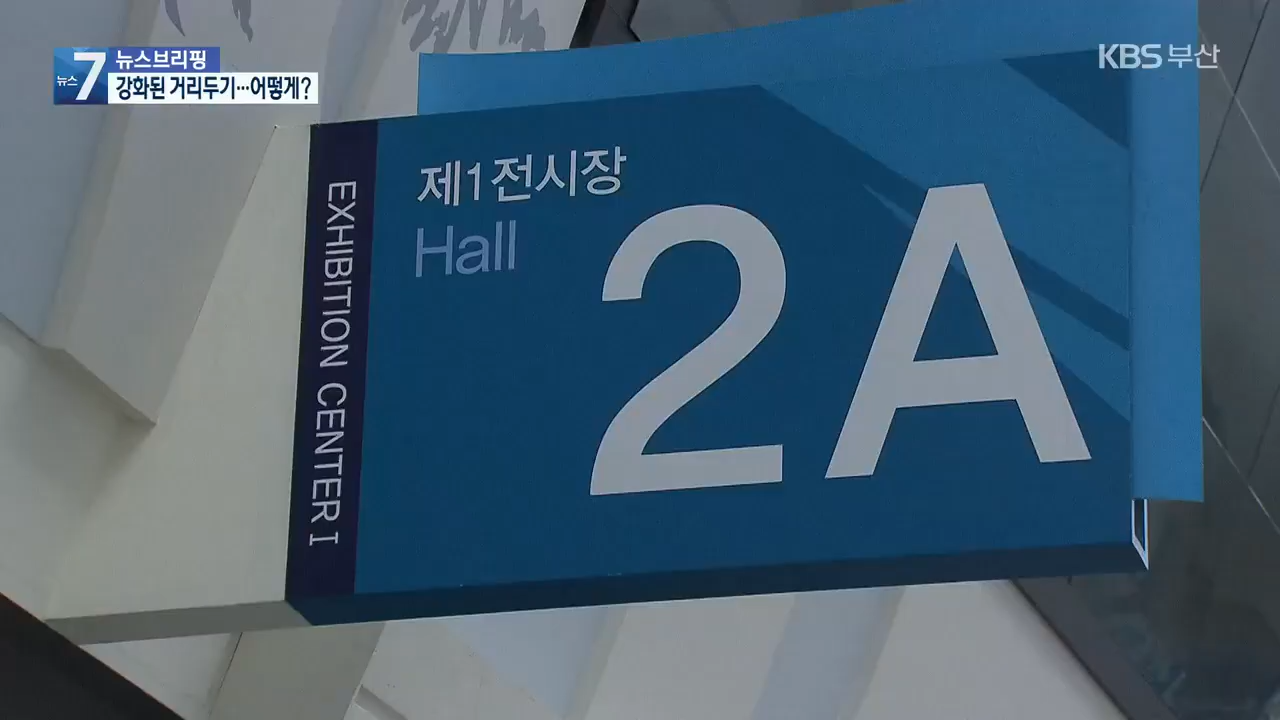 뉴스 7 뉴스브리핑
강화된 거리두기…어떻게?
KBS 부산
EXHIBITION CENTER I
제1전시장
Hall
2A